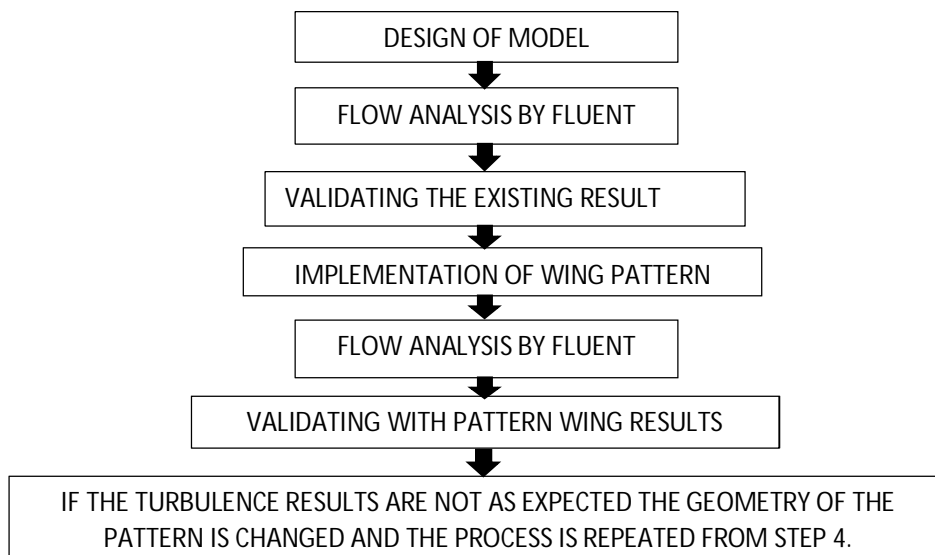 DESIGN OF MODEL
FLOW ANALYSIS BY FLUENT
VALIDATING THE EXISTING RESULT
IMPLEMENTATION OF WING PATTERN
FLOW ANALYSIS BY FLUENT
VALIDATING WITH PATTERN WING RESULTS
IF THE TURBULENCE RESULTS ARE NOT AS EXPECTED THE GEOMETRY OF THE
PATTERN IS CHANGED AND THE PROCESS IS REPEATED FROM STEP 4.